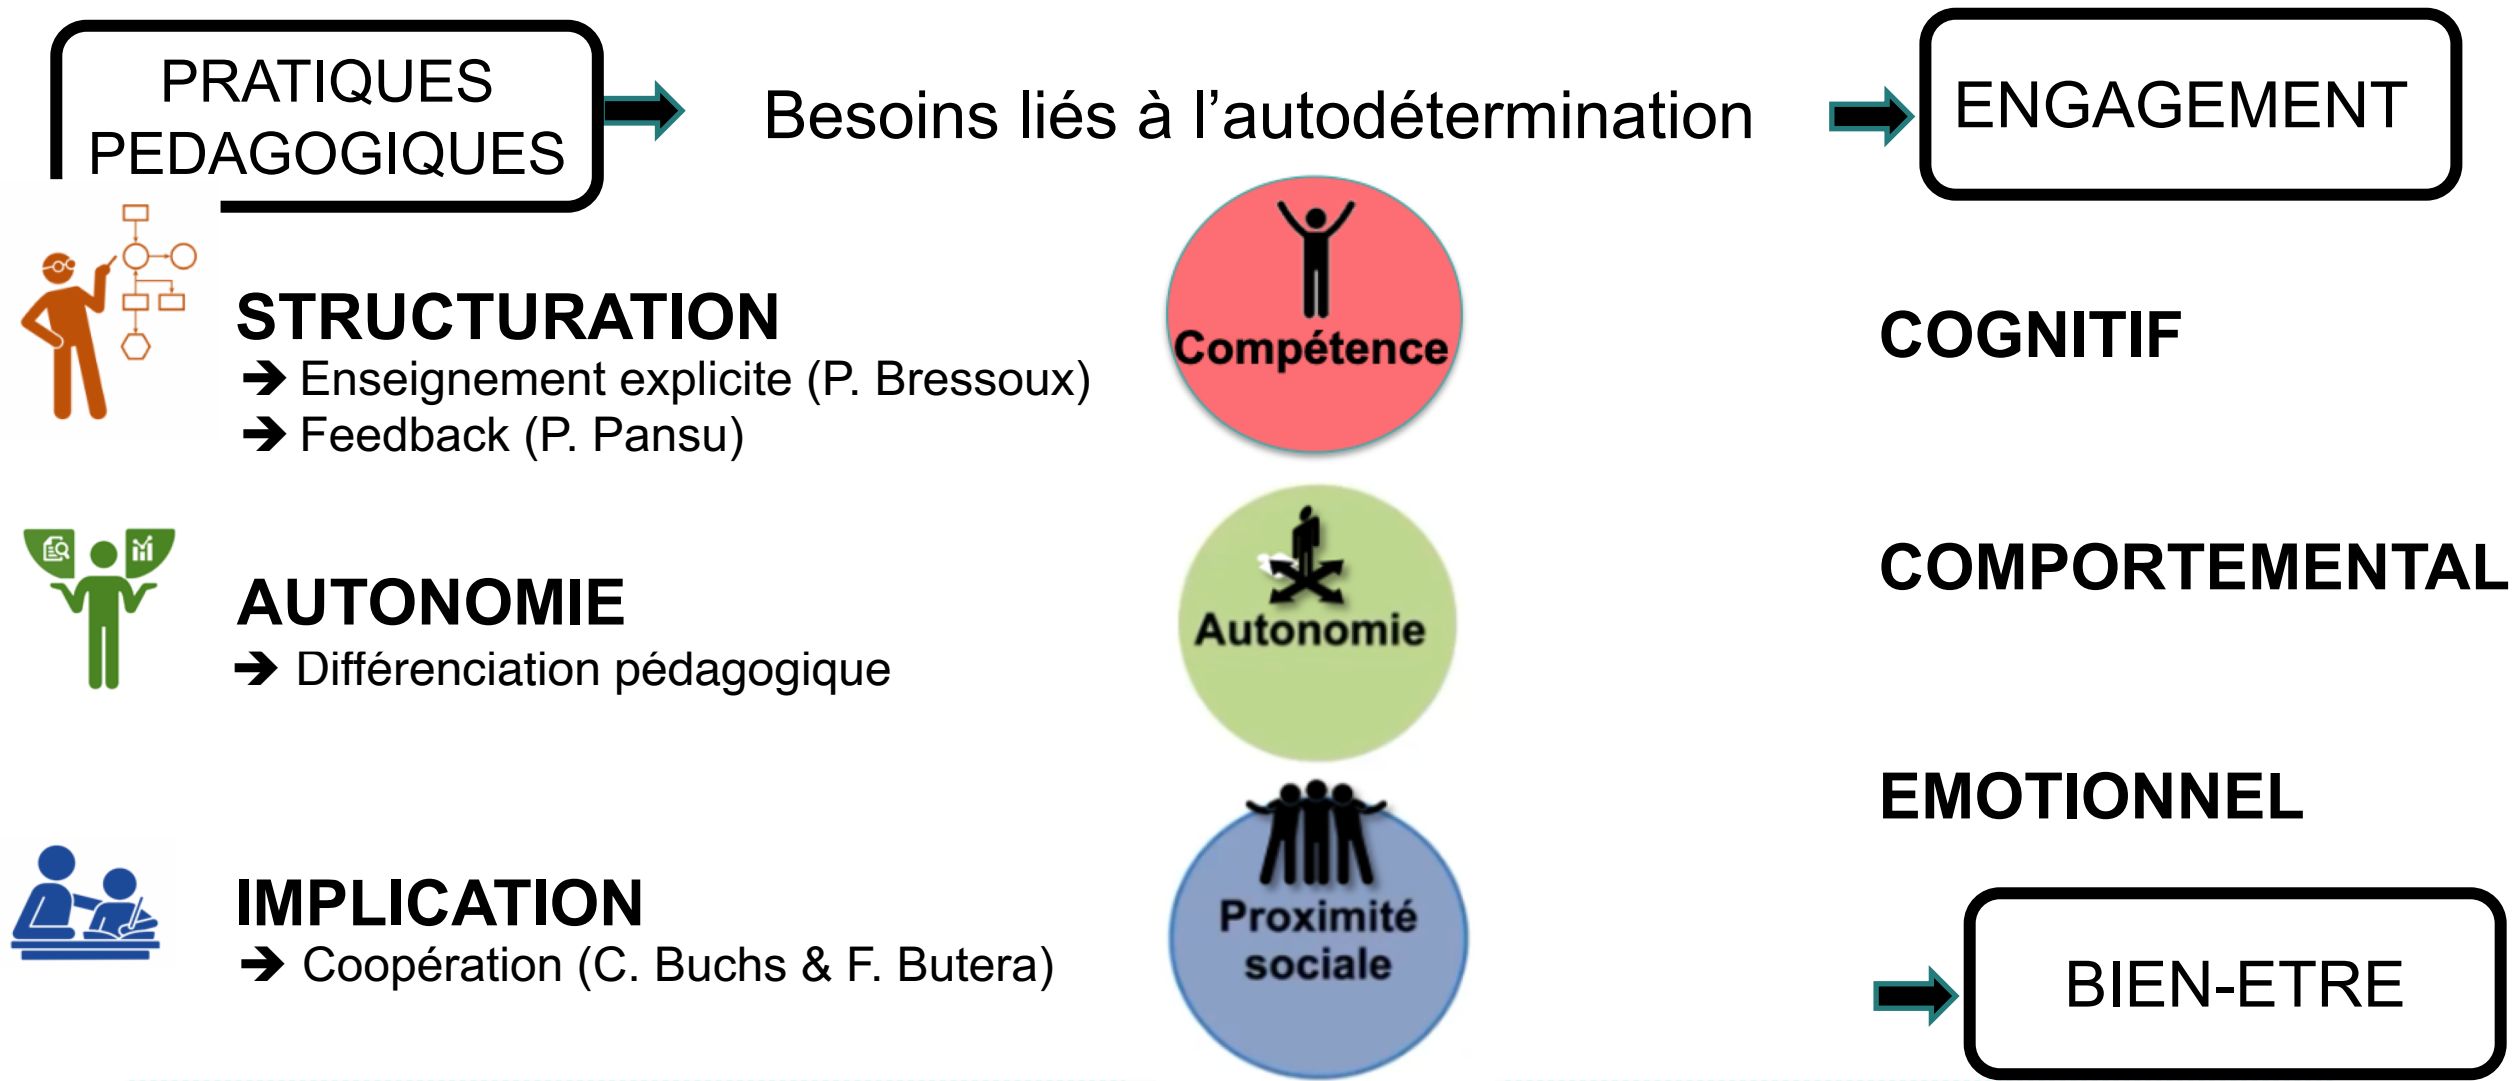 PRATIQUES
PEDAGOGIQUES
Besoins liés à l’autodétermination
ENGAGEMENT
STRUCTURATION
➔ Enseignement explicite (P. Bressoux)
➔ Feedback (P. Pansu)
Compétence
COGNITIF
AUTONOMIE
➔ Différenciation pédagogique
Autonomie
COMPORTEMENTAL
EMOTIONNEL
IMPLICATION
➔ Coopération (C. Buchs & F. Butera)
Proximité
sociale
BIEN-ETRE